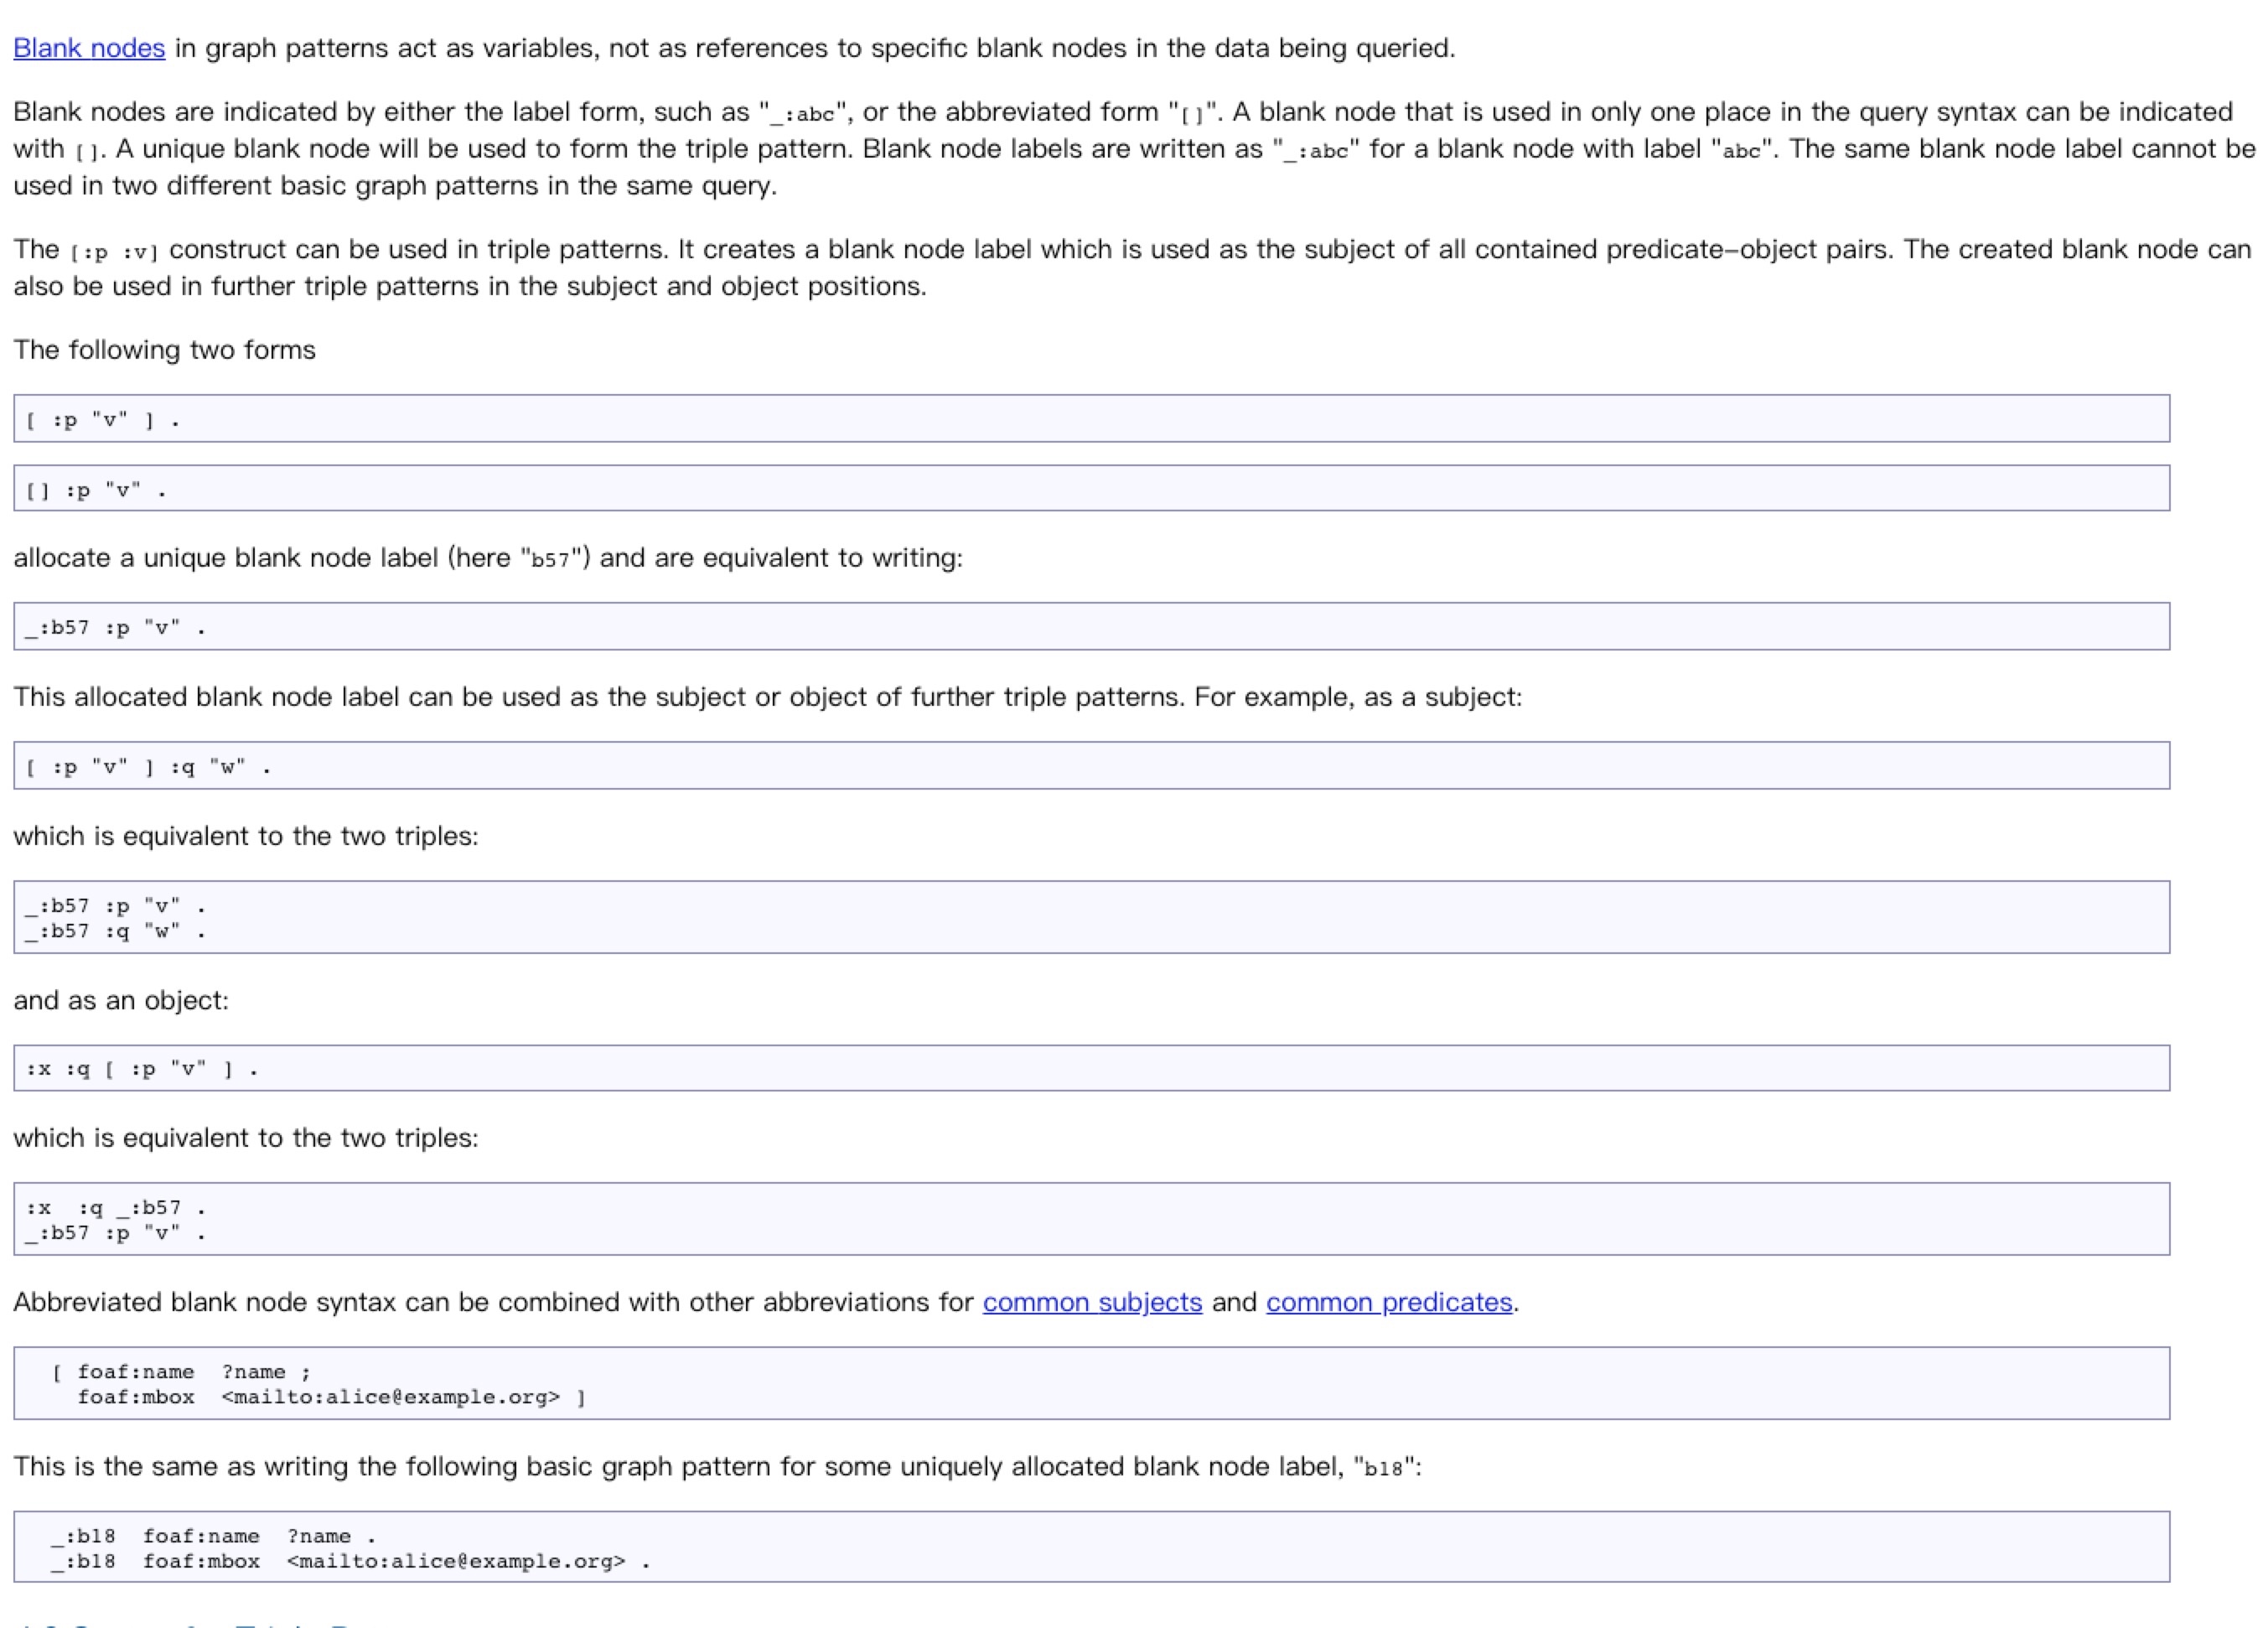 Blank nodes in graph patterns act as variables, not as references to specific blank nodes in the data being queried.
Blank nodes are indicated by either the label form, such as "_:abc", or the abbreviated form "[]". A blank node that is used in only one place in the query syntax can be indicated
with []. A unique blank node will be used to form the triple pattern. Blank node labels are written as "_:abc" for a blank node with label "abc". The same blank node label cannot be
used in two different basic graph patterns in the same query.
The [:p :v] construct can be used in triple patterns. It creates a blank node label which is used as the subject of all contained predicate-object pairs. The created blank node can
also be used in further triple patterns in the subject and object positions.
The following two forms
[ :p "v" ] .
[] :p "v" .
allocate a unique blank node label (here "b57") and are equivalent to writing:
_:b57 :p "v" .
This allocated blank node label can be used as the subject or object of further triple patterns. For example, as a subject:
[ :p "v" ] :q "w" .
which is equivalent to the two triples:
_:b57 :p "v" .
_:b57 :q "w" .
and as an object:
:x :q [ :p "v" ] .
which is equivalent to the two triples:
:x  :q _:b57 .
_:b57 :p "v" .
Abbreviated blank node syntax can be combined with other abbreviations for common subjects and common predicates.
[ foaf:name  ?name ;
foaf:mbox  <mailto:alice@example.org> ]
This is the same as writing the following basic graph pattern for some uniquely allocated blank node label, "b18":
_:b18  foaf:name  ?name .
_:b18  foaf:mbox  <mailto:alice@example.org> .